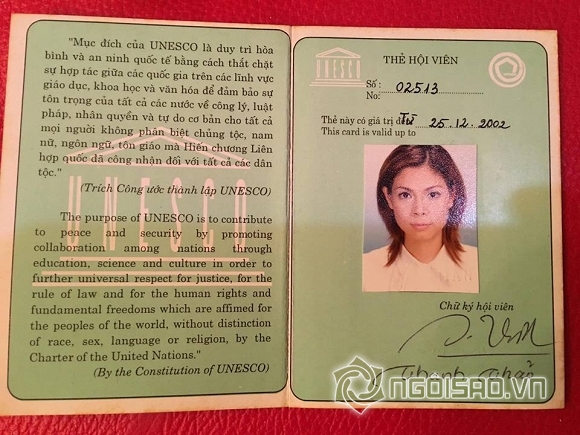 "Mục đích của UNESCO là duy trì hòa
bình và an ninh quốc tế bằng cách thắt chặt
sự hợp tác giữa các quốc gia trên các lĩnh vực
giáo dục, khoa học và văn hóa để đảm bảo sự
tôn trọng của tất cả các nước về công lý, luật
pháp, nhân quyền và tự do cơ bản cho tất cả
mọi người không phân biệt chủng tộc, nam
nữ, ngôn ngữ, tôn giáo mà Hiến chương Liên
hợp quốc đã công nhận đối với tất cả các dân
tộc."
(Trích Công ước thành lập UNESCO)
The purpose of UNESCO is to contribute
to peace and security by promoting
collaboration among nations through
education, science and culture in order to
further universal respect for justice, for the
rule of law and for the human rights and
fundamental freedoms which are affimed for
the peoples of the world, without distinction
of race, sex, language or religion, by the
Charter of the United Nations."
(By the Constitution of UNESCO)
UNESCO
UNESCO
THẺ HỘI VIÊN
Số: 02513
No:
Thẻ này có giá trị đến Từ 25.12.2002
This card is valid up to
Chữ ký hội viên
Thanh Thảo
NGÔISAO.VN